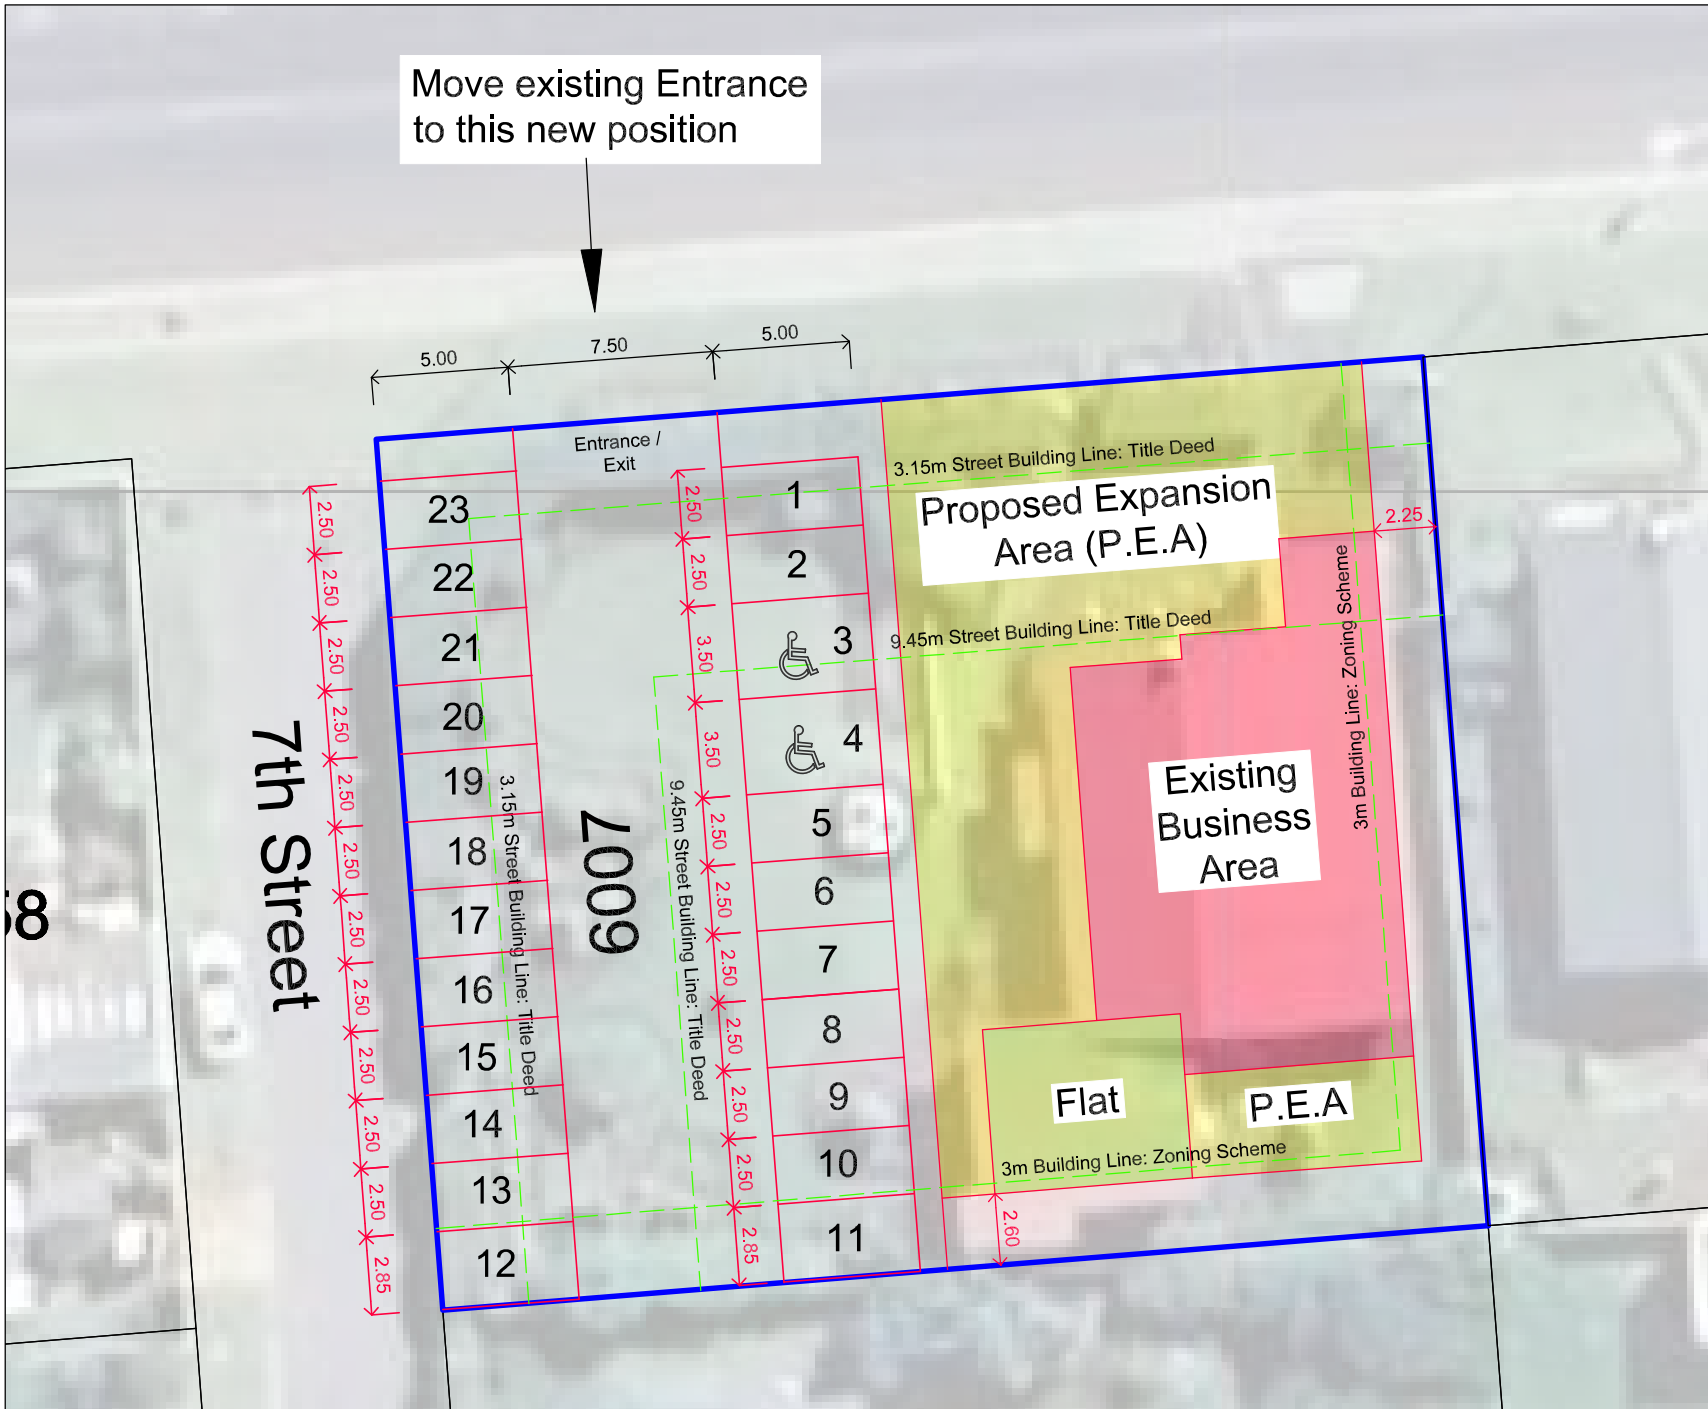 Move existing Entrance
to this new position
5.00
7.50
5.00
Entrance /
Exit
3.15m Street Building Line: Title Deed
Proposed Expansion
Area (P.E.A)
2.25
9.45m Street Building Line: Title Deed
3m Building Line: Zoning Scheme
Existing
Business
Area
Flat
P.E.A
3m Building Line: Zoning Scheme
2.60
1
2
3
4
5
6
7
8
9
10
11
2.50
2.50
3.50
3.50
2.50
2.50
2.50
2.50
2.50
2.50
2.85
9.45m Street Building Line: Title Deed
6007
3.15m Street Building Line: Title Deed
23
22
21
20
19
18
17
16
15
14
13
12
2.50
2.50
2.50
2.50
2.50
2.50
2.50
2.50
2.50
2.50
2.50
2.85
7th Street